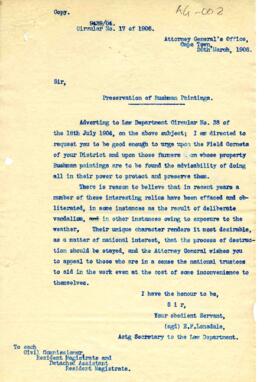 AG-002
Copy.
9429/04.
Circular No. 17 of 1906.
Attorney General's Office,
Cape Town,
20th March, 1906.
Sir,
Preservation of Bushman Paintings.
Adverting to Law Department Circular No. 38 of
the 18th July 1904, on the above subject; I am directed to
request you to be good enough to urge upon the Field Cornets
of your District and upon those farmers on whose property
Bushman paintings are to be found the advisability of doing
all in their power to protect and preserve them.
There is reason to believe that in recent years a
number of these interesting relics have been effaced and ob-
literated, in some instances as the result of deliberate
vandalism, and in other instances owing to exposure to the
weather, Their unique character renders it most desirable,
as a matter of national interest, that the process of destruc-
tion should be stayed, and the Attorney General wishes you
to appeal to those who are in a sense the national trustees
to aid in the work even at the cost of some inconvenience to
themselves.
I have the honour to be,
Sir,
Your obedient Servant,
(sgt) E.F. Lonsdale,
Actg Secretary to the Law Department.
To each
Civil Commissioner,
Resident Magistrate and
Detached Assistant
Resident Magistrate.